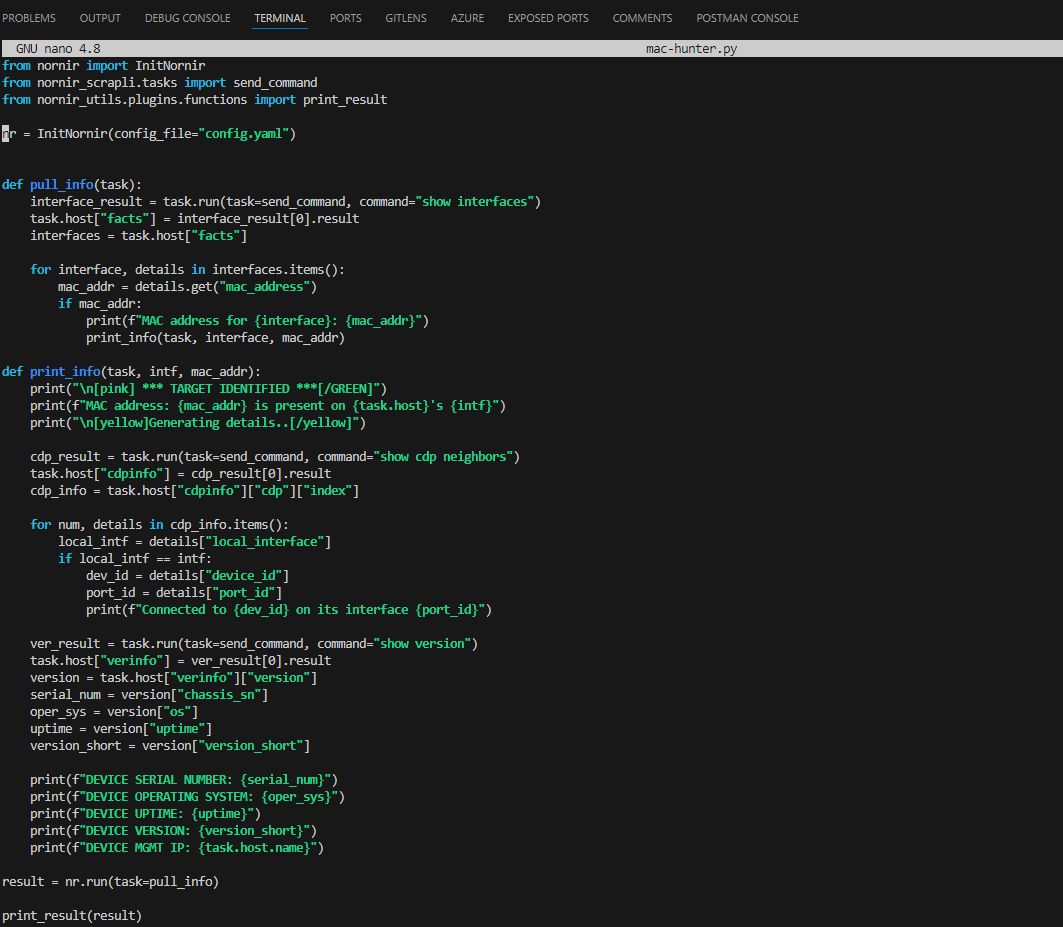 PROBLEMS OUTPUT DEBUG CONSOLE TERMINAL PORTS GITLENS AZURE EXPOSED PORTS COMMENTS POSTMAN CONSOLE
GNU nano 4.8 mac-hunter.py
from nornir import InitNornir
from nornir_scrapli.tasks import send_command
from nornir_utils.plugins.functions import print_result

nr = InitNornir(config_file="config.yaml")


def pull_info(task):
    interface_result = task.run(task=send_command, command="show interfaces")
    task.host["facts"] = interface_result[0].result
    interfaces = task.host["facts"]

    for interface, details in interfaces.items():
        mac_addr = details.get("mac_address")
        if mac_addr:
            print(f"MAC address for {interface}: {mac_addr}")
            print_info(task, interface, mac_addr)

def print_info(task, intf, mac_addr):
    print("\n[pink] *** TARGET IDENTIFIED ***[/GREEN]")
    print(f"MAC address: {mac_addr} is present on {task.host}'s {intf}")
    print("\n[yellow]Generating details..[/yellow]")

    cdp_result = task.run(task=send_command, command="show cdp neighbors")
    task.host["cdpinfo"] = cdp_result[0].result
    cdp_info = task.host["cdpinfo"]["cdp"]["index"]

    for num, details in cdp_info.items():
        local_intf = details["local_interface"]
        if local_intf == intf:
            dev_id = details["device_id"]
            port_id = details["port_id"]
            print(f"Connected to {dev_id} on its interface {port_id}")

    ver_result = task.run(task=send_command, command="show version")
    task.host["verinfo"] = ver_result[0].result
    version = task.host["verinfo"]["version"]
    serial_num = version["chassis_sn"]
    oper_sys = version["os"]
    uptime = version["uptime"]
    version_short = version["version_short"]

    print(f"DEVICE SERIAL NUMBER: {serial_num}")
    print(f"DEVICE OPERATING SYSTEM: {oper_sys}")
    print(f"DEVICE UPTIME: {uptime}")
    print(f"DEVICE VERSION: {version_short}")
    print(f"DEVICE MGMT IP: {task.host.name}")

result = nr.run(task=pull_info)

print_result(result)